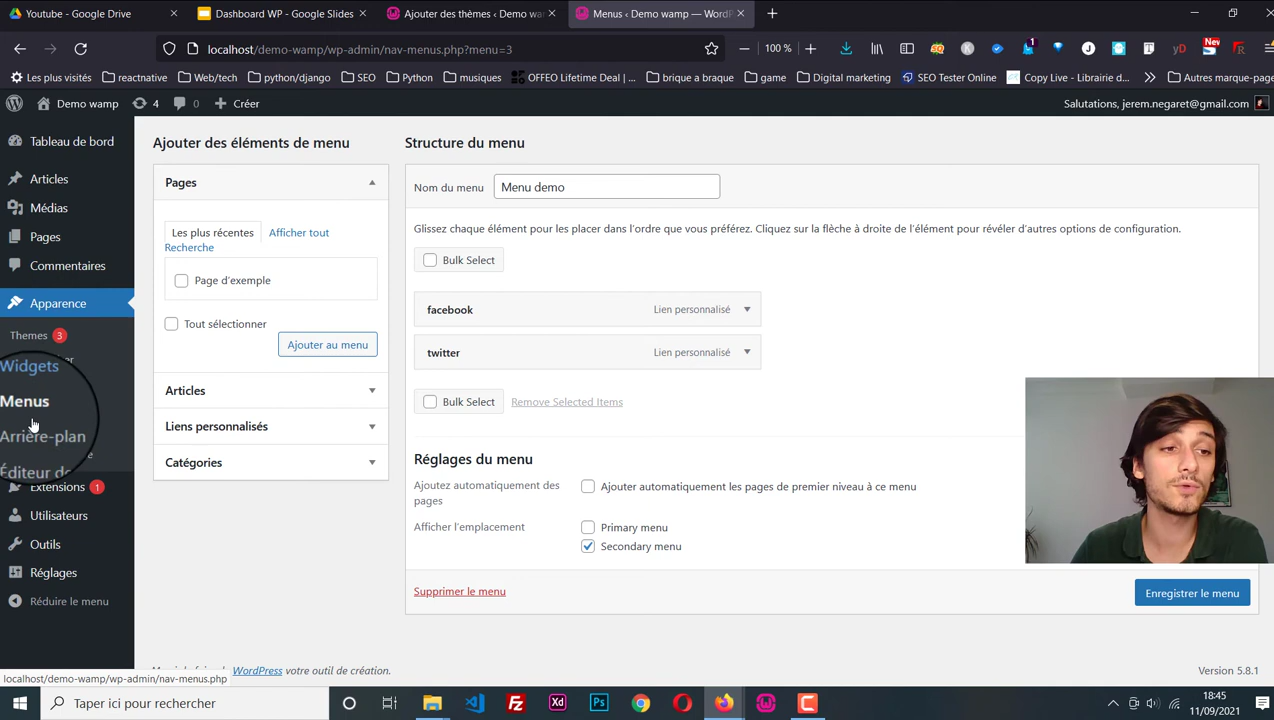 Youtube - Google Drive
Dashboard WP - Google Slides
Ajouter des thèmes ‹ Demo wam
Menus ‹ Demo wamp — WordPr
localhost/demo-wamp/wp-admin/nav-menus.php?menu=3
100 %
1
New
Les plus visités
reactnative
Web/tech
python/django
SEO
Python
musiques
OFFEO Lifetime Deal | ...
brique a braque
game
Digital marketing
SEO Tester Online
Copy Live - Librairie d...
Autres marque-pages
Demo wamp
4
0
Créer
Salutations, jerem.negaret@gmail.com
Tableau de bord
Articles
Médias
Pages
Commentaires
Apparence
Themes 3
Widgets
Menus
Arrière-plan
Éditeur de
Extensions 1
Utilisateurs
Outils
Réglages
Réduire le menu
Ajouter des éléments de menu
Pages
Les plus récentes
Afficher tout
Recherche
Page d’exemple
Tout sélectionner
Ajouter au menu
Articles
Liens personnalisés
Catégories
Structure du menu
Nom du menu
Menu demo
Glissez chaque élément pour les placer dans l’ordre que vous préférez. Cliquez sur la flèche à droite de l’élément pour révéler d’autres options de configuration.
Bulk Select
facebook
Lien personnalisé
twitter
Lien personnalisé
Bulk Select
Remove Selected Items
Réglages du menu
Ajoutez automatiquement des
pages
Ajouter automatiquement les pages de premier niveau à ce menu
Afficher l’emplacement
Primary menu
Secondary menu
Supprimer le menu
Enregistrer le menu
WordPress votre outil de création.
Version 5.8.1
localhost/demo-wamp/wp-admin/nav-menus.php
Taper ici pour rechercher
18:45
11/09/2021